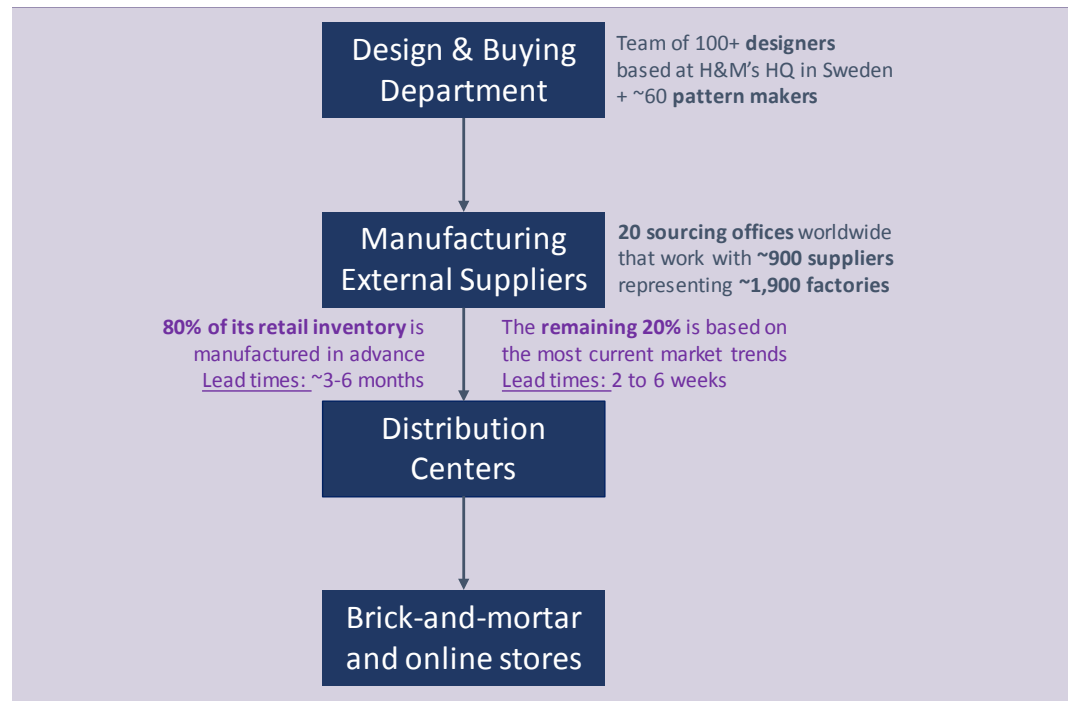 Design & Buying
Department
Team of 100+ designers
based at H&M's HQ in Sweden
+ ~60 pattern makers
Manufacturing
External Suppliers
20 sourcing offices worldwide
that work with ~900 suppliers
representing ~1,900 factories
80% of its retail inventory is
manufactured in advance
Lead times: ~3-6 months
The remaining 20% is based on
the most current market trends
Lead times: 2 to 6 weeks
Distribution
Centers
Brick-and-mortar
and online stores